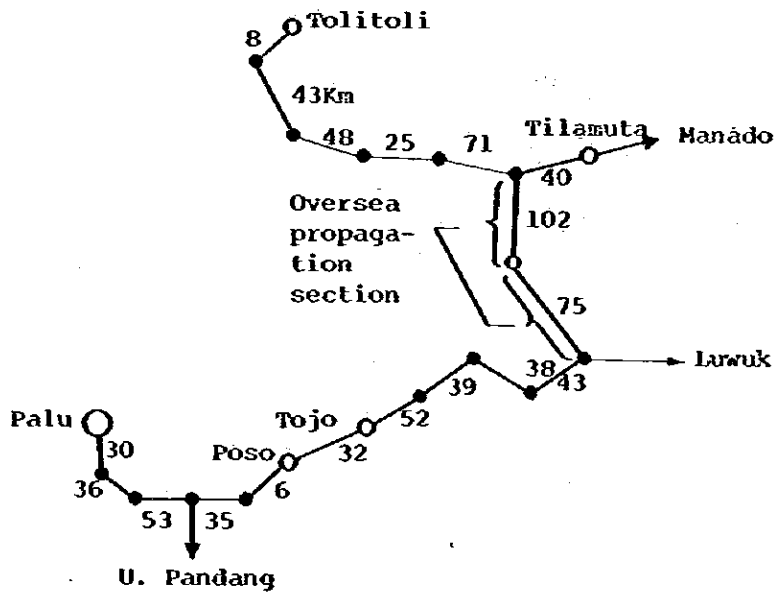 Tolitoli
8
43Km
48
25
71
Tilamuta
Manado
40
Oversea
propaga-
tion
section
102
75
Luwuk
38
43
39
52
Tojo
Palu
Poso
32
30
6
36
53
35
U. Pandang